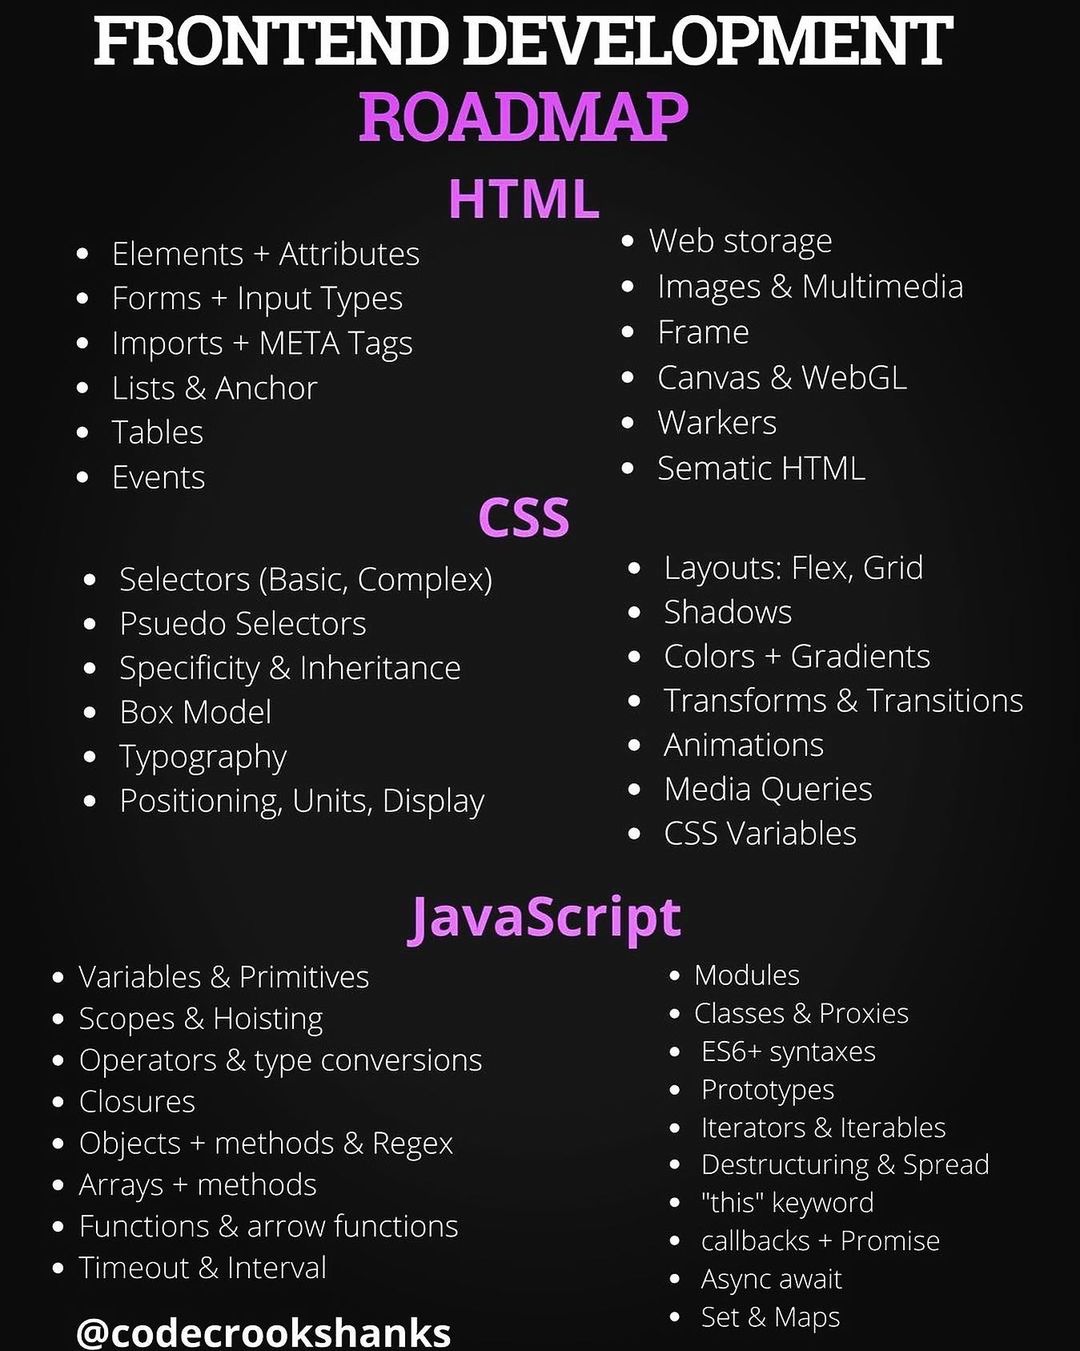 FRONTEND DEVELOPMENT
ROADMAP
HTML
Elements + Attributes
Forms + Input Types
Imports + META Tags
Lists & Anchor
Tables
Events
Web storage
Images & Multimedia
Frame
Canvas & WebGL
Warkers
Sematic HTML
CSS
Selectors (Basic, Complex)
Psuedo Selectors
Specificity & Inheritance
Box Model
Typography
Positioning, Units, Display
Layouts: Flex, Grid
Shadows
Colors + Gradients
Transforms & Transitions
Animations
Media Queries
CSS Variables
JavaScript
Variables & Primitives
Scopes & Hoisting
Operators & type conversions
Closures
Objects + methods & Regex
Arrays + methods
Functions & arrow functions
Timeout & Interval
Modules
Classes & Proxies
ES6+ syntaxes
Prototypes
Iterators & Iterables
Destructuring & Spread
"this" keyword
callbacks + Promise
Async await
Set & Maps
@codecrookshanks